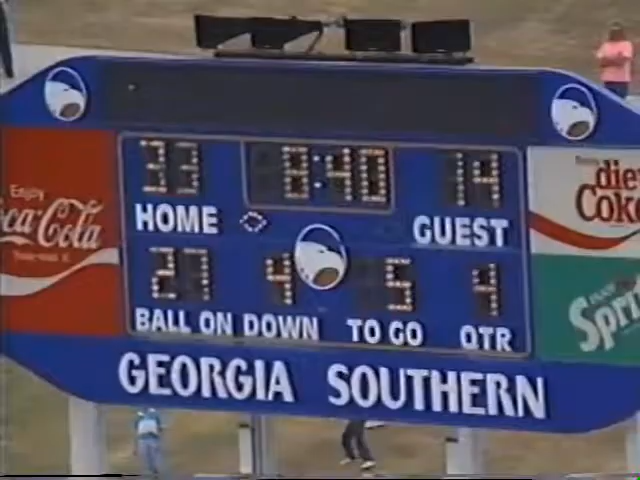 33 8:40 14
HOME GUEST
27 4 5 4
BALL ON DOWN TO GO QTR
GEORGIA SOUTHERN
Enjoy
Coca-Cola
diet
Coke
Sprite